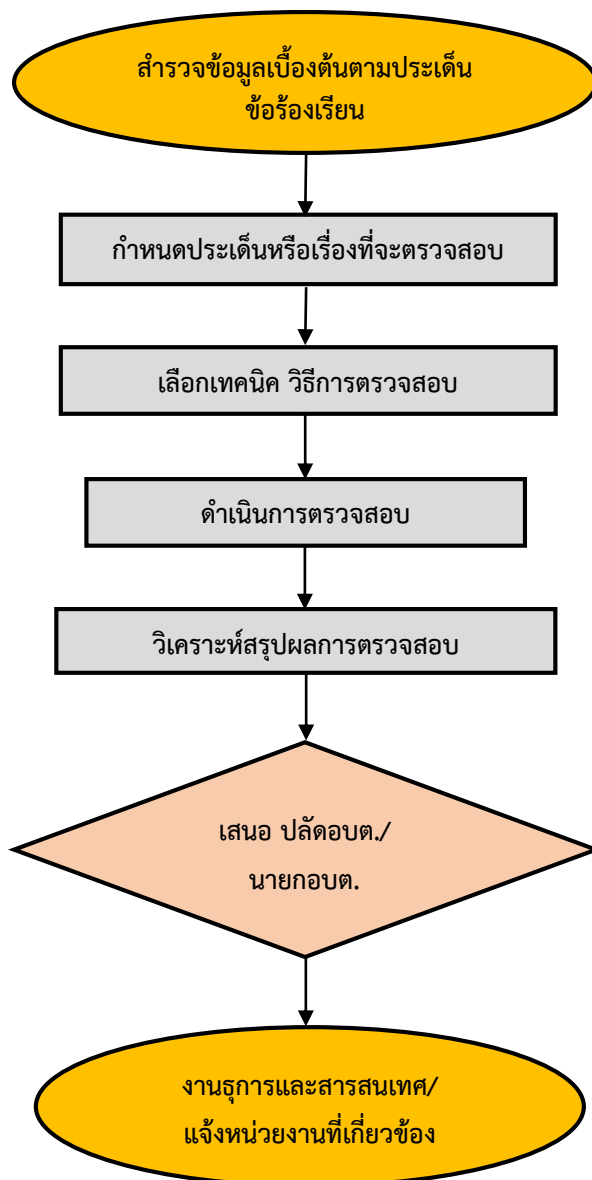 สำรวจข้อมูลเบื้องต้นตามประเด็น
ข้อร้องเรียน
กำหนดประเด็นหรือเรื่องที่จะตรวจสอบ
เลือกเทคนิค วิธีการตรวจสอบ
ดำเนินการตรวจสอบ
วิเคราะห์สรุปผลการตรวจสอบ
เสนอ ปลัดอบต./
นายกอบต.
งานธุการและสารสนเทศ/
แจ้งหน่วยงานที่เกี่ยวข้อง